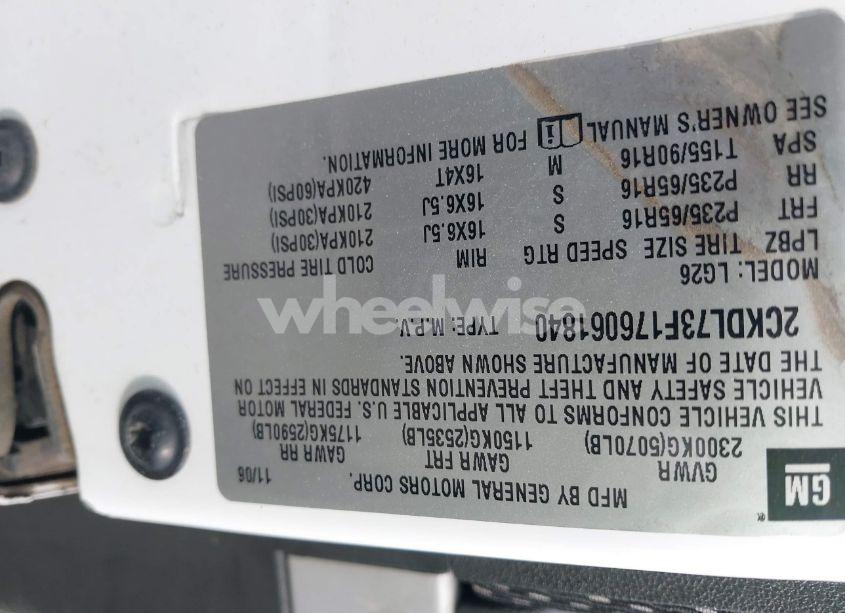 GM
MFD BY GENERAL MOTORS CORP. 11/06
GVWR GAWR FRT GAWR RR
2300KG(5070LB) 1150KG(2535LB) 1175KG(2590LB)
THIS VEHICLE CONFORMS TO ALL APPLICABLE U.S. FEDERAL MOTOR
VEHICLE SAFETY AND THEFT PREVENTION STANDARDS IN EFFECT ON
THE DATE OF MANUFACTURE SHOWN ABOVE.
2CKDL73F176061840 TYPE: M.P.V.
MODEL: LG26
LPBZ TIRE SIZE SPEED RTG RIM COLD TIRE PRESSURE
FRT P235/65R16 S 16X6.5J 210KPA(30PSI)
RR P235/65R16 S 16X6.5J 210KPA(30PSI)
SPA T155/90R16 M 16X4T 420KPA(60PSI)
SEE OWNER'S MANUAL FOR MORE INFORMATION.
wheelwise